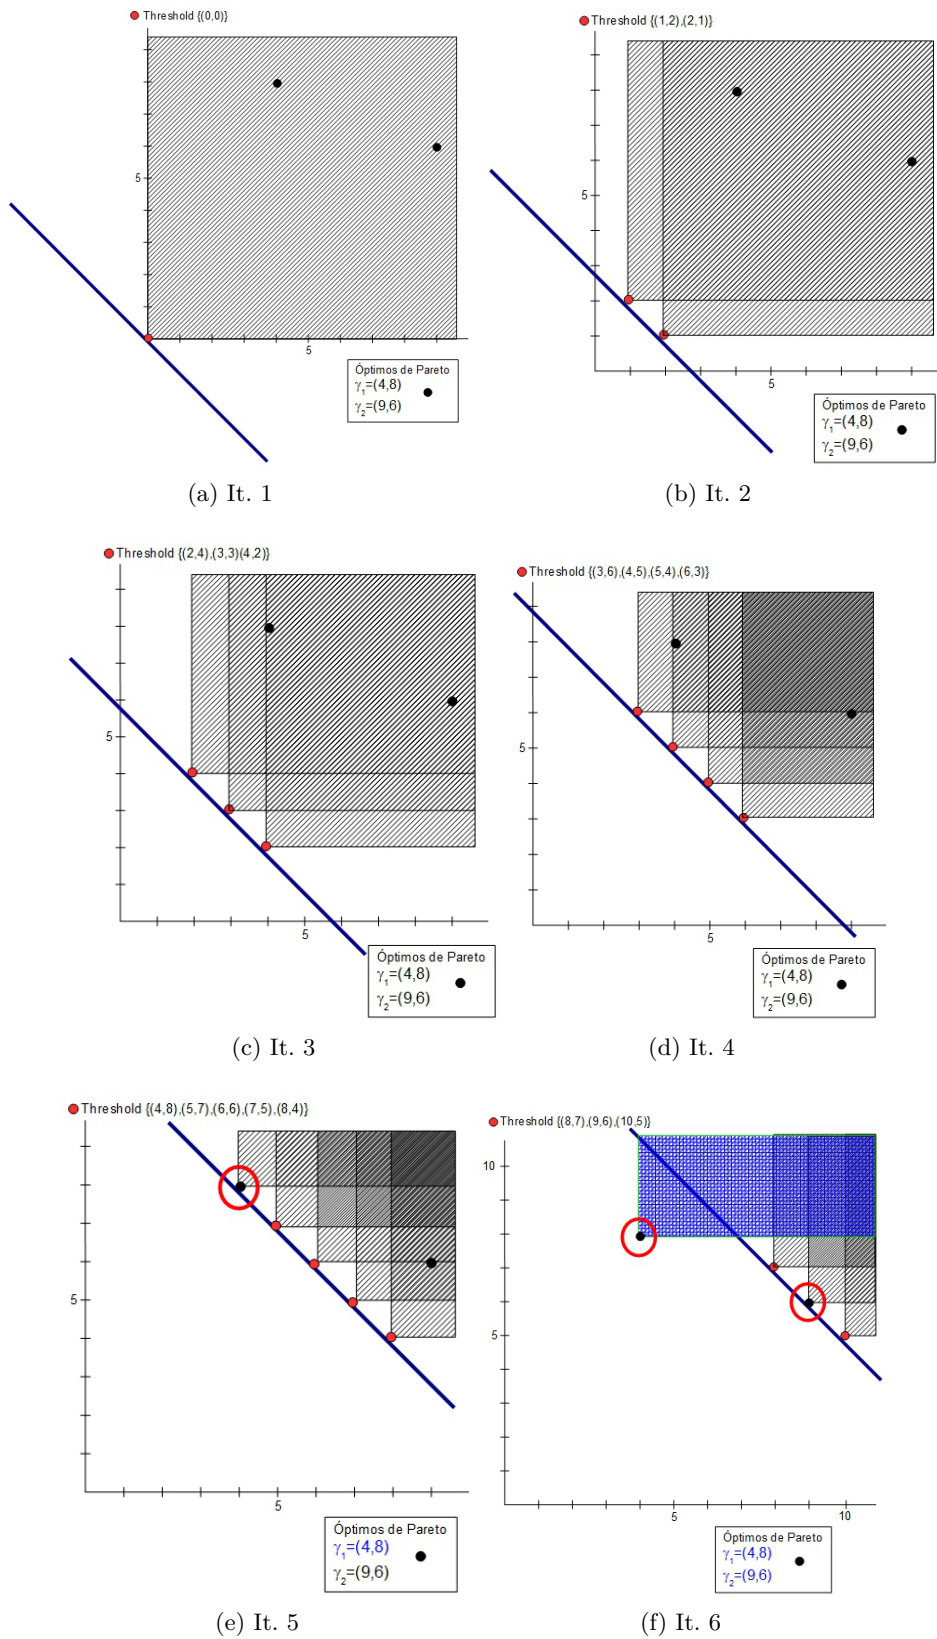 Threshold {(0,0)}
5
5
Óptimos de Pareto
γ1=(4,8)
γ2=(9,6)
(a) It. 1
Threshold {(1,2),(2,1)}
5
5
Óptimos de Pareto
γ1=(4,8)
γ2=(9,6)
(b) It. 2
Threshold {(2,4),(3,3)(4,2)}
5
5
Óptimos de Pareto
γ1=(4,8)
γ2=(9,6)
(c) It. 3
Threshold {(3,6),(4,5),(5,4),(6,3)}
5
5
Óptimos de Pareto
γ1=(4,8)
γ2=(9,6)
(d) It. 4
Threshold {(4,8),(5,7),(6,6),(7,5),(8,4)}
5
5
Óptimos de Pareto
γ1=(4,8)
γ2=(9,6)
(e) It. 5
Threshold {(8,7),(9,6),(10,5)}
10
5
5
10
Óptimos de Pareto
γ1=(4,8)
γ2=(9,6)
(f) It. 6